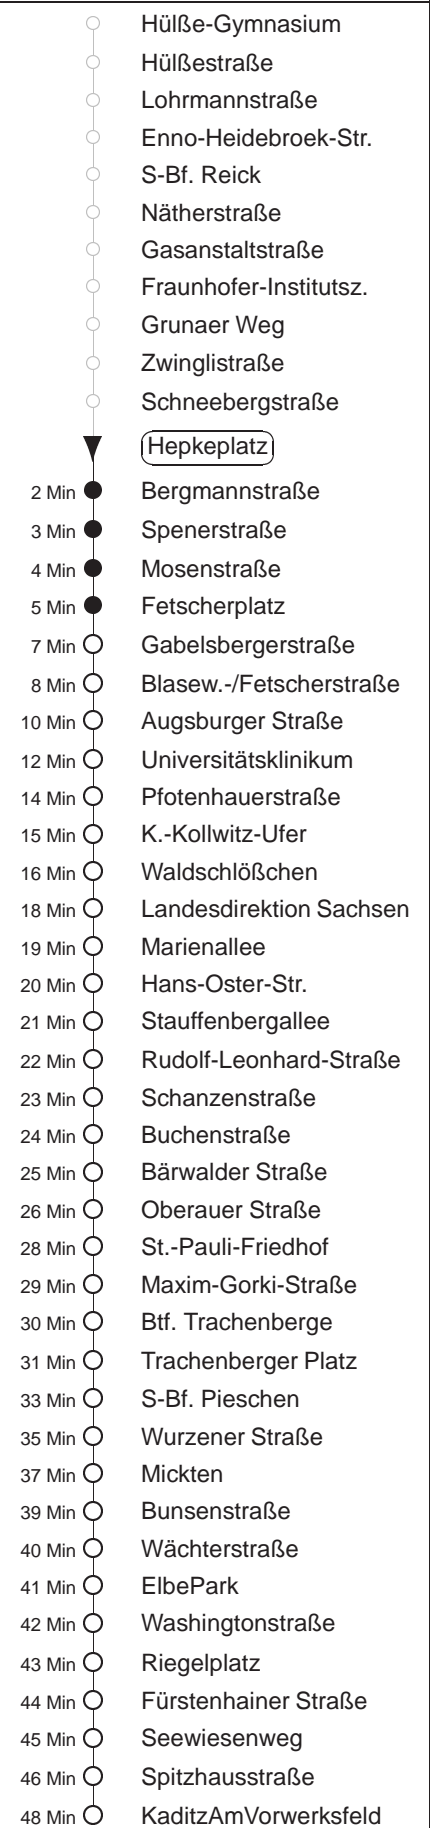 Hülße-Gymnasium
Hülßestraße
Lohrmannstraße
Enno-Heidebroek-Str.
S-Bf. Reick
Nätherstraße
Gasanstaltstraße
Fraunhofer-Institutsz.
Grunaer Weg
Zwinglistraße
Schneebergstraße
Hepkeplatz
2 Min Bergmannstraße
3 Min Spenerstraße
4 Min Mosenstraße
5 Min Fetscherplatz
7 Min Gabelsbergerstraße
8 Min Blasew.-/Fetscherstraße
10 Min Augsburger Straße
12 Min Universitätsklinikum
14 Min Pfotenhauerstraße
15 Min K.-Kollwitz-Ufer
16 Min Waldschlößchen
18 Min Landesdirektion Sachsen
19 Min Marienallee
20 Min Hans-Oster-Str.
21 Min Stauffenbergallee
22 Min Rudolf-Leonhard-Straße
23 Min Schanzenstraße
24 Min Buchenstraße
25 Min Bärwalder Straße
26 Min Oberauer Straße
28 Min St.-Pauli-Friedhof
29 Min Maxim-Gorki-Straße
30 Min Btf. Trachenberge
31 Min Trachenberger Platz
33 Min S-Bf. Pieschen
35 Min Wurzener Straße
37 Min Mickten
39 Min Bunsenstraße
40 Min Wächterstraße
41 Min ElbePark
42 Min Washingtonstraße
43 Min Riegelplatz
44 Min Fürstenhainer Straße
45 Min Seewiesenweg
46 Min Spitzhausstraße
48 Min KaditzAmVorwerksfeld